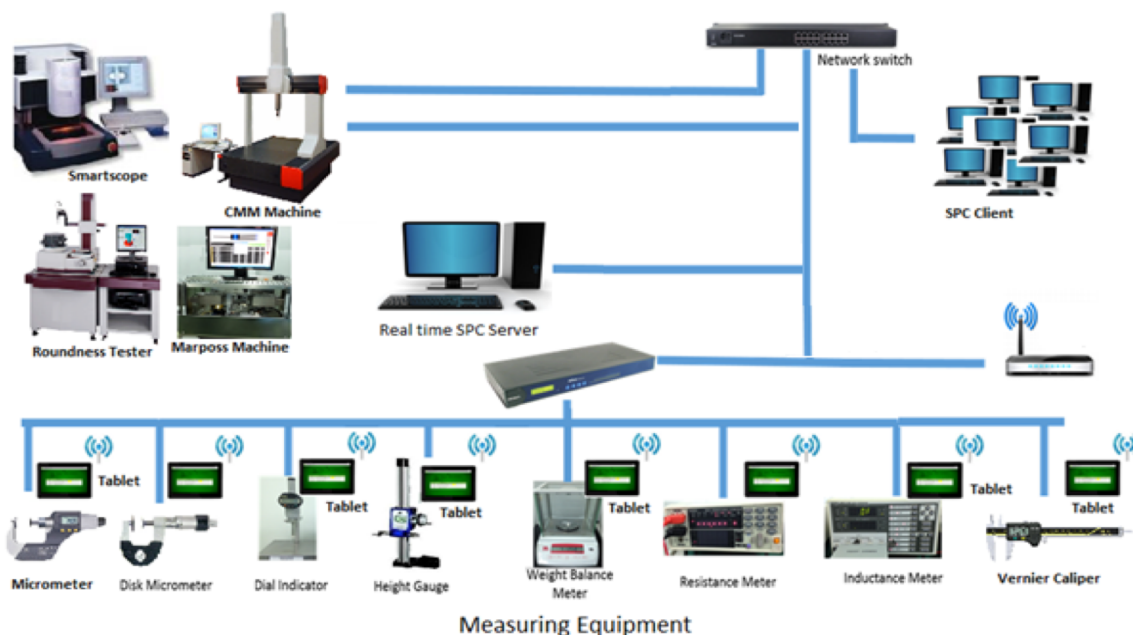 Network switch
Smartscope
CMM Machine
SPC Client
Real time SPC Server
Roundness Tester
Marposs Machine
Tablet
Tablet
Tablet
Tablet
Tablet
Tablet
Micrometer
Disk Micrometer
Dial Indicator
Height Gauge
Weight Balance
Meter
Resistance Meter
Inductance Meter
Vernier Caliper
Measuring Equipment